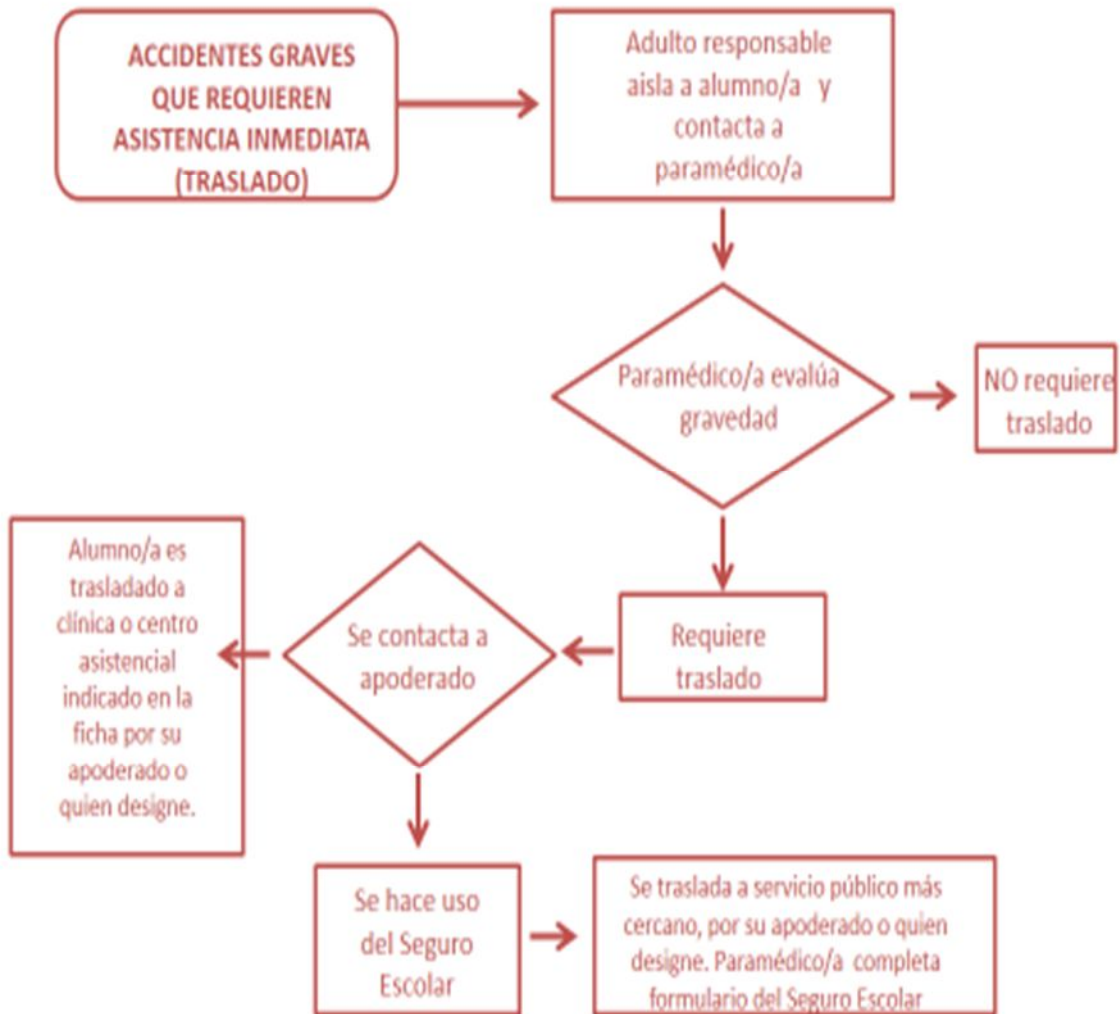 ACCIDENTES GRAVES
QUE REQUIEREN
ASISTENCIA INMEDIATA
(TRASLADO)
Adulto responsable
aisla a alumno/a y
contacta a
paramédico/a
Paramédico/a evalúa
gravedad
NO requiere
traslado
Requiere
traslado
Se contacta a
apoderado
Alumno/a es
trasladado a
clínica o centro
asistencial
indicado en la
ficha por su
apoderado o
quien designe.
Se hace uso
del Seguro
Escolar
Se traslada a servicio público más
cercano, por su apoderado o quien
designe. Paramédico/a completa
formulario del Seguro Escolar